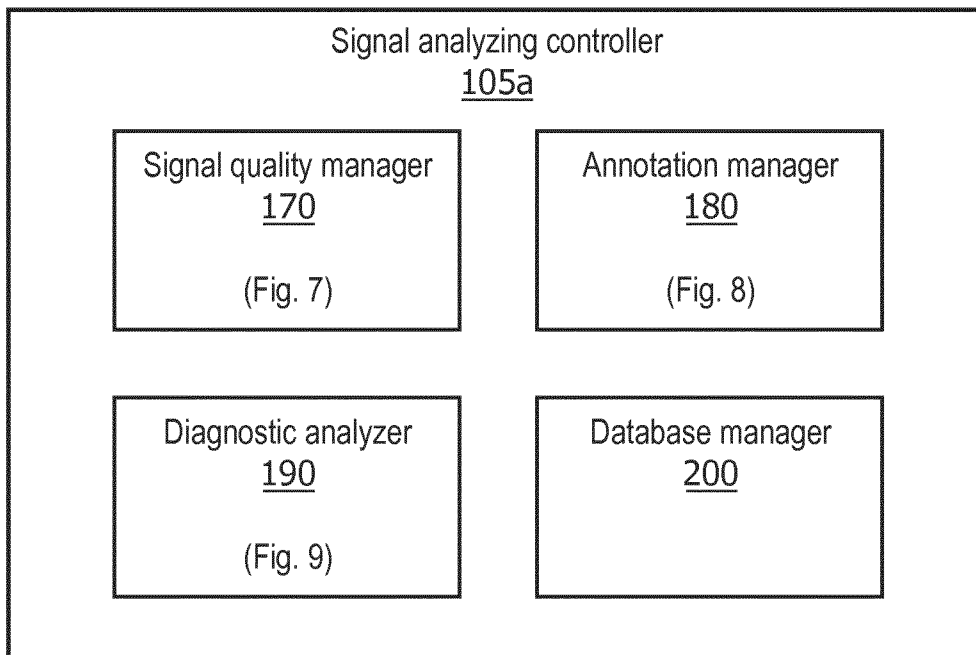 Signal analyzing controller
105a
Signal quality manager
170
(Fig. 7)
Annotation manager
180
(Fig. 8)
Diagnostic analyzer
190
(Fig. 9)
Database manager
200